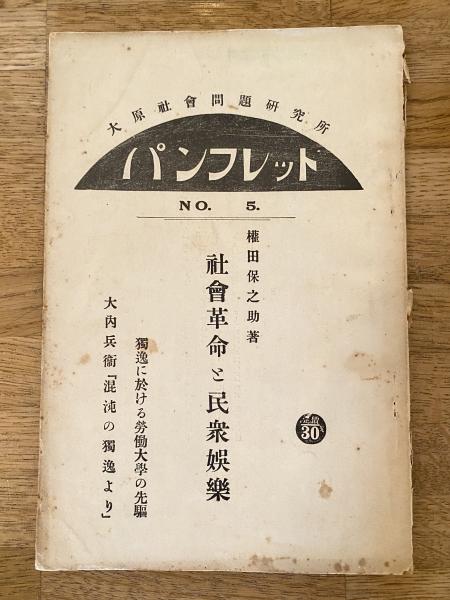 大原社會問題研究所
パンフレット
NO. 5.
權田保之助著
社會革命と民衆娯樂
獨逸に於ける勞働大學の先驅
大內兵衞「混沌の獨逸より」
定價
30